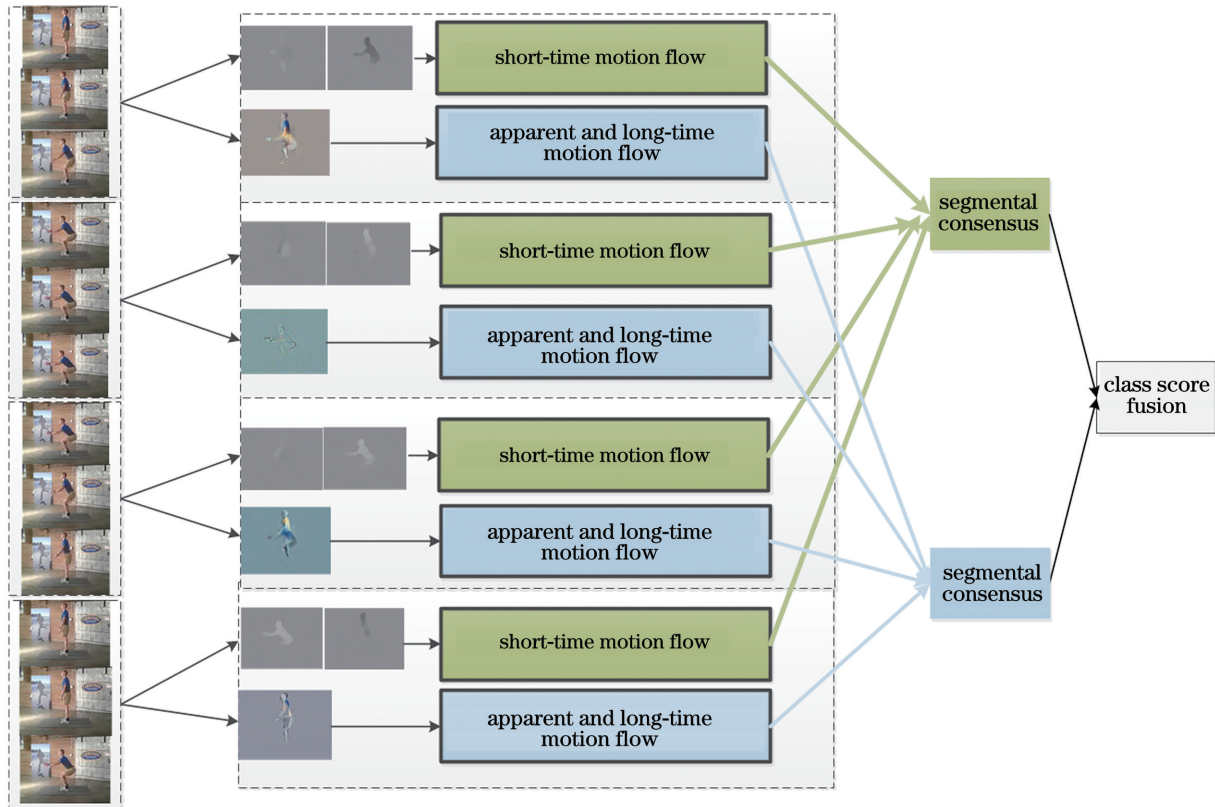 short-time motion flow
apparent and long-time
motion flow
short-time motion flow
apparent and long-time
motion flow
short-time motion flow
apparent and long-time
motion flow
short-time motion flow
apparent and long-time
motion flow
segmental
consensus
segmental
consensus
class score
fusion